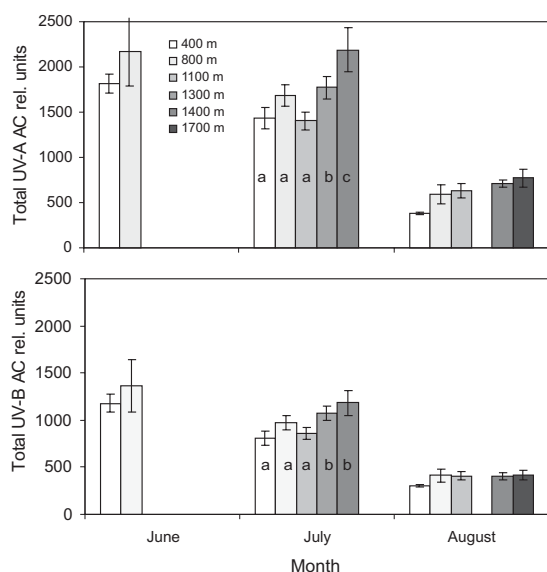 Total UV-A AC rel. units
2500
2000
1500
1000
500
0
400 m
800 m
1100 m
1300 m
1400 m
1700 m
a a a b c
Total UV-B AC rel. units
2500
2000
1500
1000
500
0
a a a b b
June July August
Month